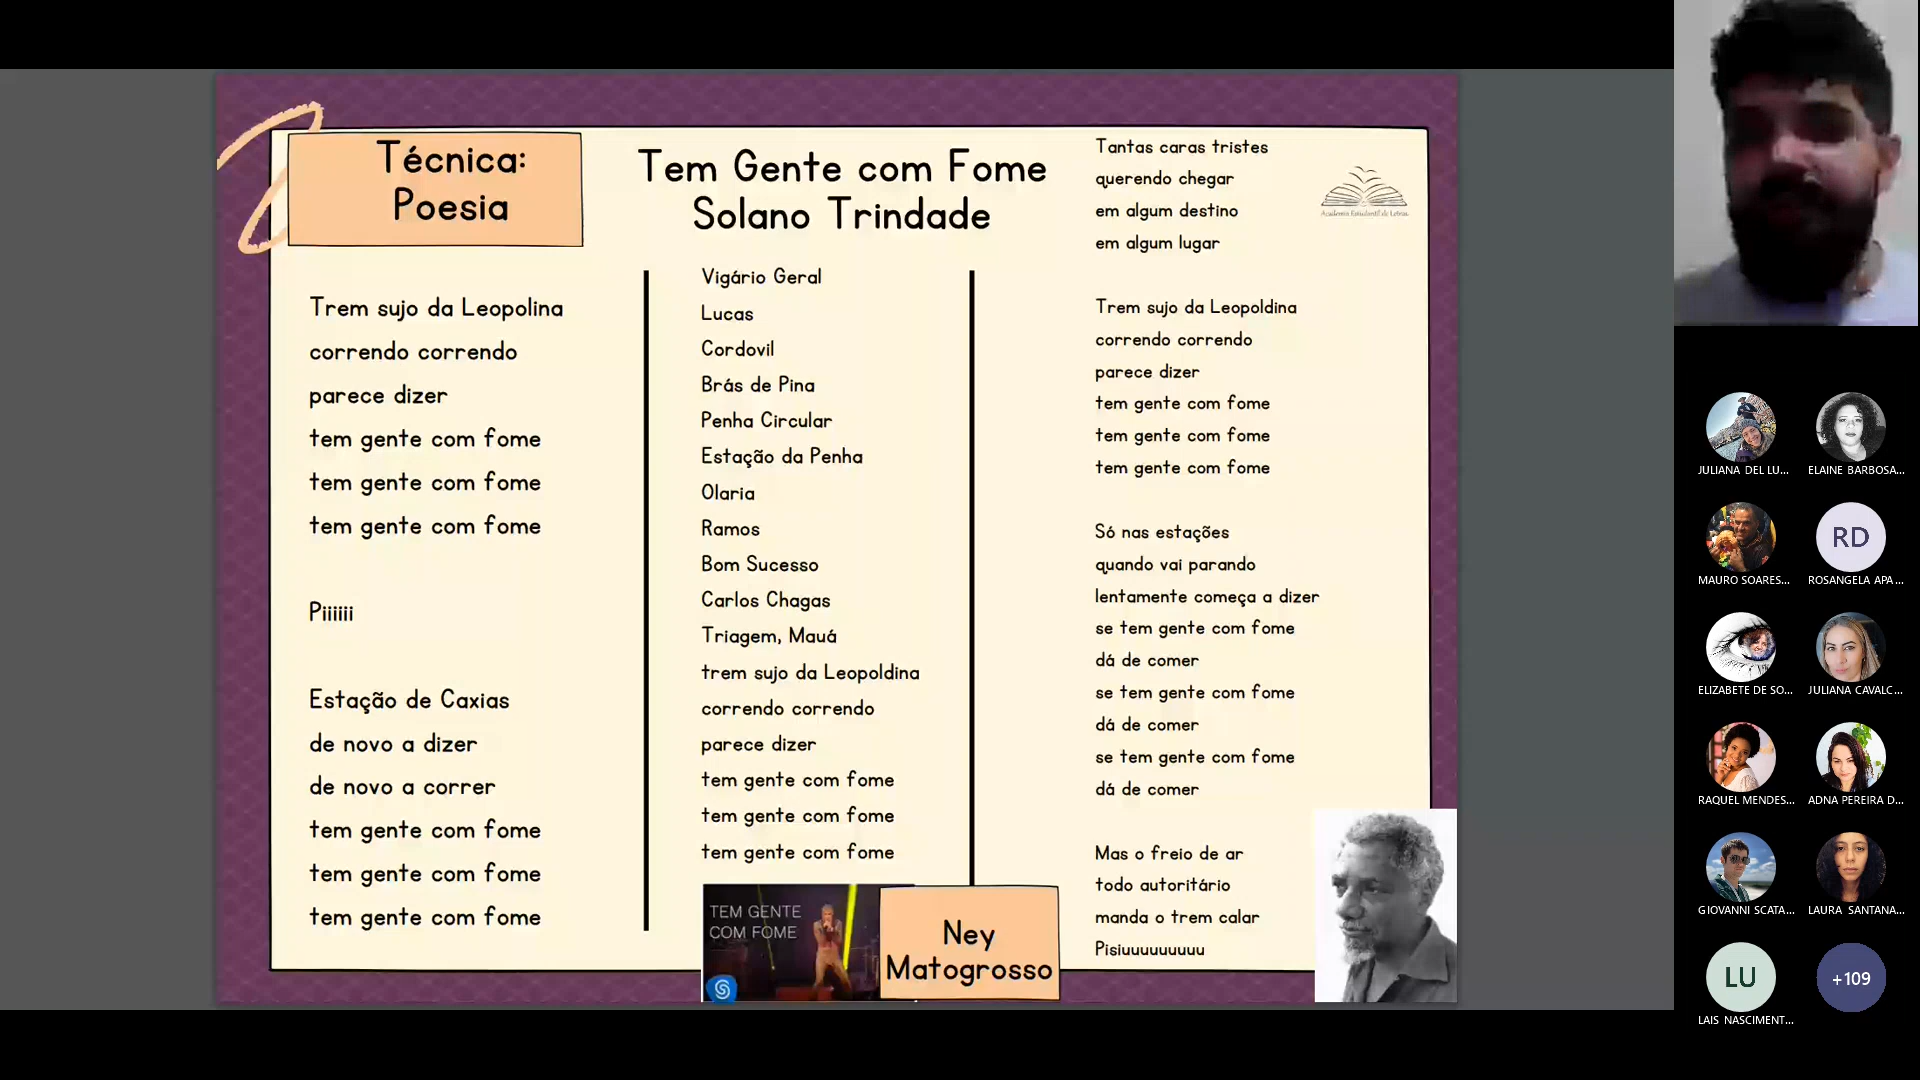 Técnica:
Poesia
Trem sujo da Leopolina
correndo correndo
parece dizer
tem gente com fome
tem gente com fome
tem gente com fome
Piiiiii
Estação de Caxias
de novo a dizer
de novo a correr
tem gente com fome
tem gente com fome
tem gente com fome
Tem Gente com Fome
Solano Trindade
Vigário Geral
Lucas
Cordovil
Brás de Pina
Penha Circular
Estação da Penha
Olaria
Ramos
Bom Sucesso
Carlos Chagas
Triagem, Mauá
trem sujo da Leopoldina
correndo correndo
parece dizer
tem gente com fome
tem gente com fome
tem gente com fome
TEM GENTE
COM FOME
Ney
Matogrosso
Tantas caras tristes
querendo chegar
em algum destino
em algum lugar
Trem sujo da Leopoldina
correndo correndo
parece dizer
tem gente com fome
tem gente com fome
tem gente com fome
Só nas estações
quando vai parando
lentamente começa a dizer
se tem gente com fome
dá de comer
se tem gente com fome
dá de comer
se tem gente com fome
dá de comer
Mas o freio de ar
todo autoritário
manda o trem calar
Pisiuuuuuuuuu
Academia Estudantil de Letras
JULIANA DEL LU...
ELAINE BARBOSA...
MAURO SOARES...
RD
ROSANGELA APA...
ELIZABETE DE SO...
JULIANA CAVALC...
RAQUEL MENDES...
ADNA PEREIRA D...
GIOVANNI SCATA...
LAURA SANTANA...
LU
LAIS NASCIMENT...
+109